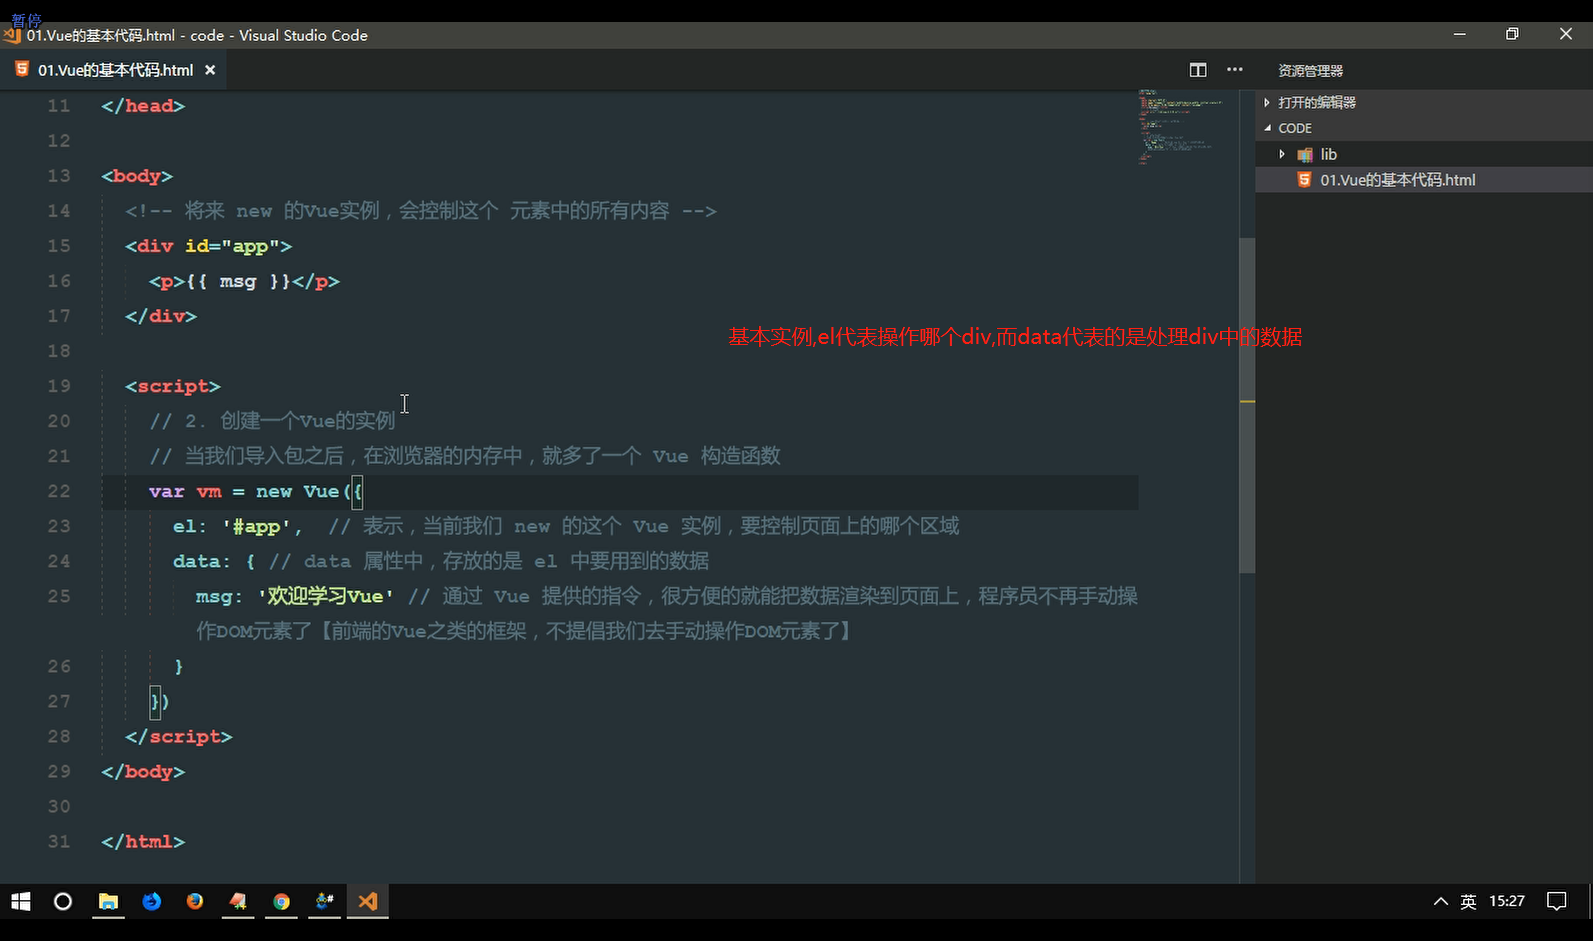 暂停
01.Vue的基本代码.html - code - Visual Studio Code
01.Vue的基本代码.html ×
资源管理器
打开的编辑器
CODE
lib
01.Vue的基本代码.html
11 </head>
12
13 <body>
14 <!-- 将来 new 的Vue实例，会控制这个 元素中的所有内容 -->
15 <div id="app">
16 <p>{{ msg }}</p>
17 </div>
基本实例,el代表操作哪个div,而data代表的是处理div中的数据
18
19 <script>
20 // 2. 创建一个Vue的实例
21 // 当我们导入包之后，在浏览器的内存中，就多了一个 Vue 构造函数
22 var vm = new Vue({
23 el: '#app', // 表示，当前我们 new 的这个 Vue 实例，要控制页面上的哪个区域
24 data: { // data 属性中，存放的是 el 中要用到的数据
25 msg: '欢迎学习Vue' // 通过 Vue 提供的指令，很方便的就能把数据渲染到页面上，程序员不再手动操
作DOM元素了【前端的Vue之类的框架，不提倡我们去手动操作DOM元素了】
26 }
27 })
28 </script>
29 </body>
30
31 </html>
英 15:27